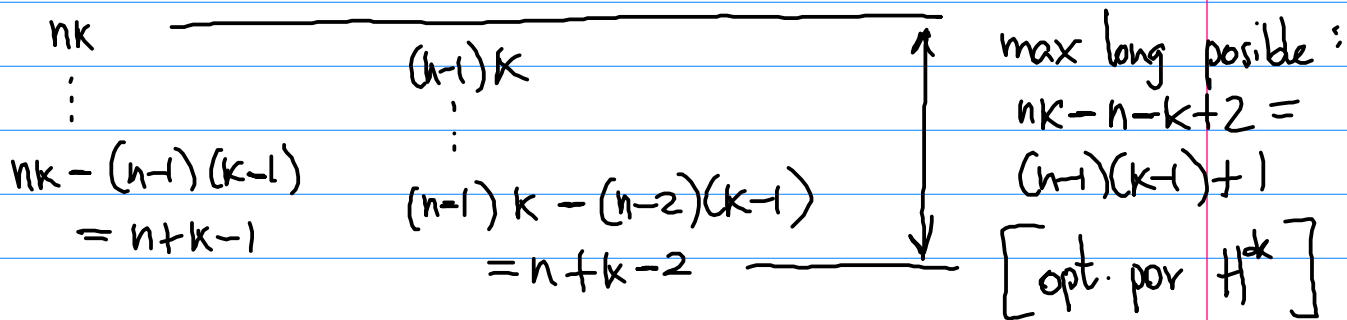 nk
⋮
nk - (n-1)(k-1)
= n+k-1
(n-1)k
⋮
(n-1)k - (n-2)(k-1)
= n+k-2
max long posible:
nk-n-k+2 =
(n-1)(k-1)+1
[opt. por H^{αk}]